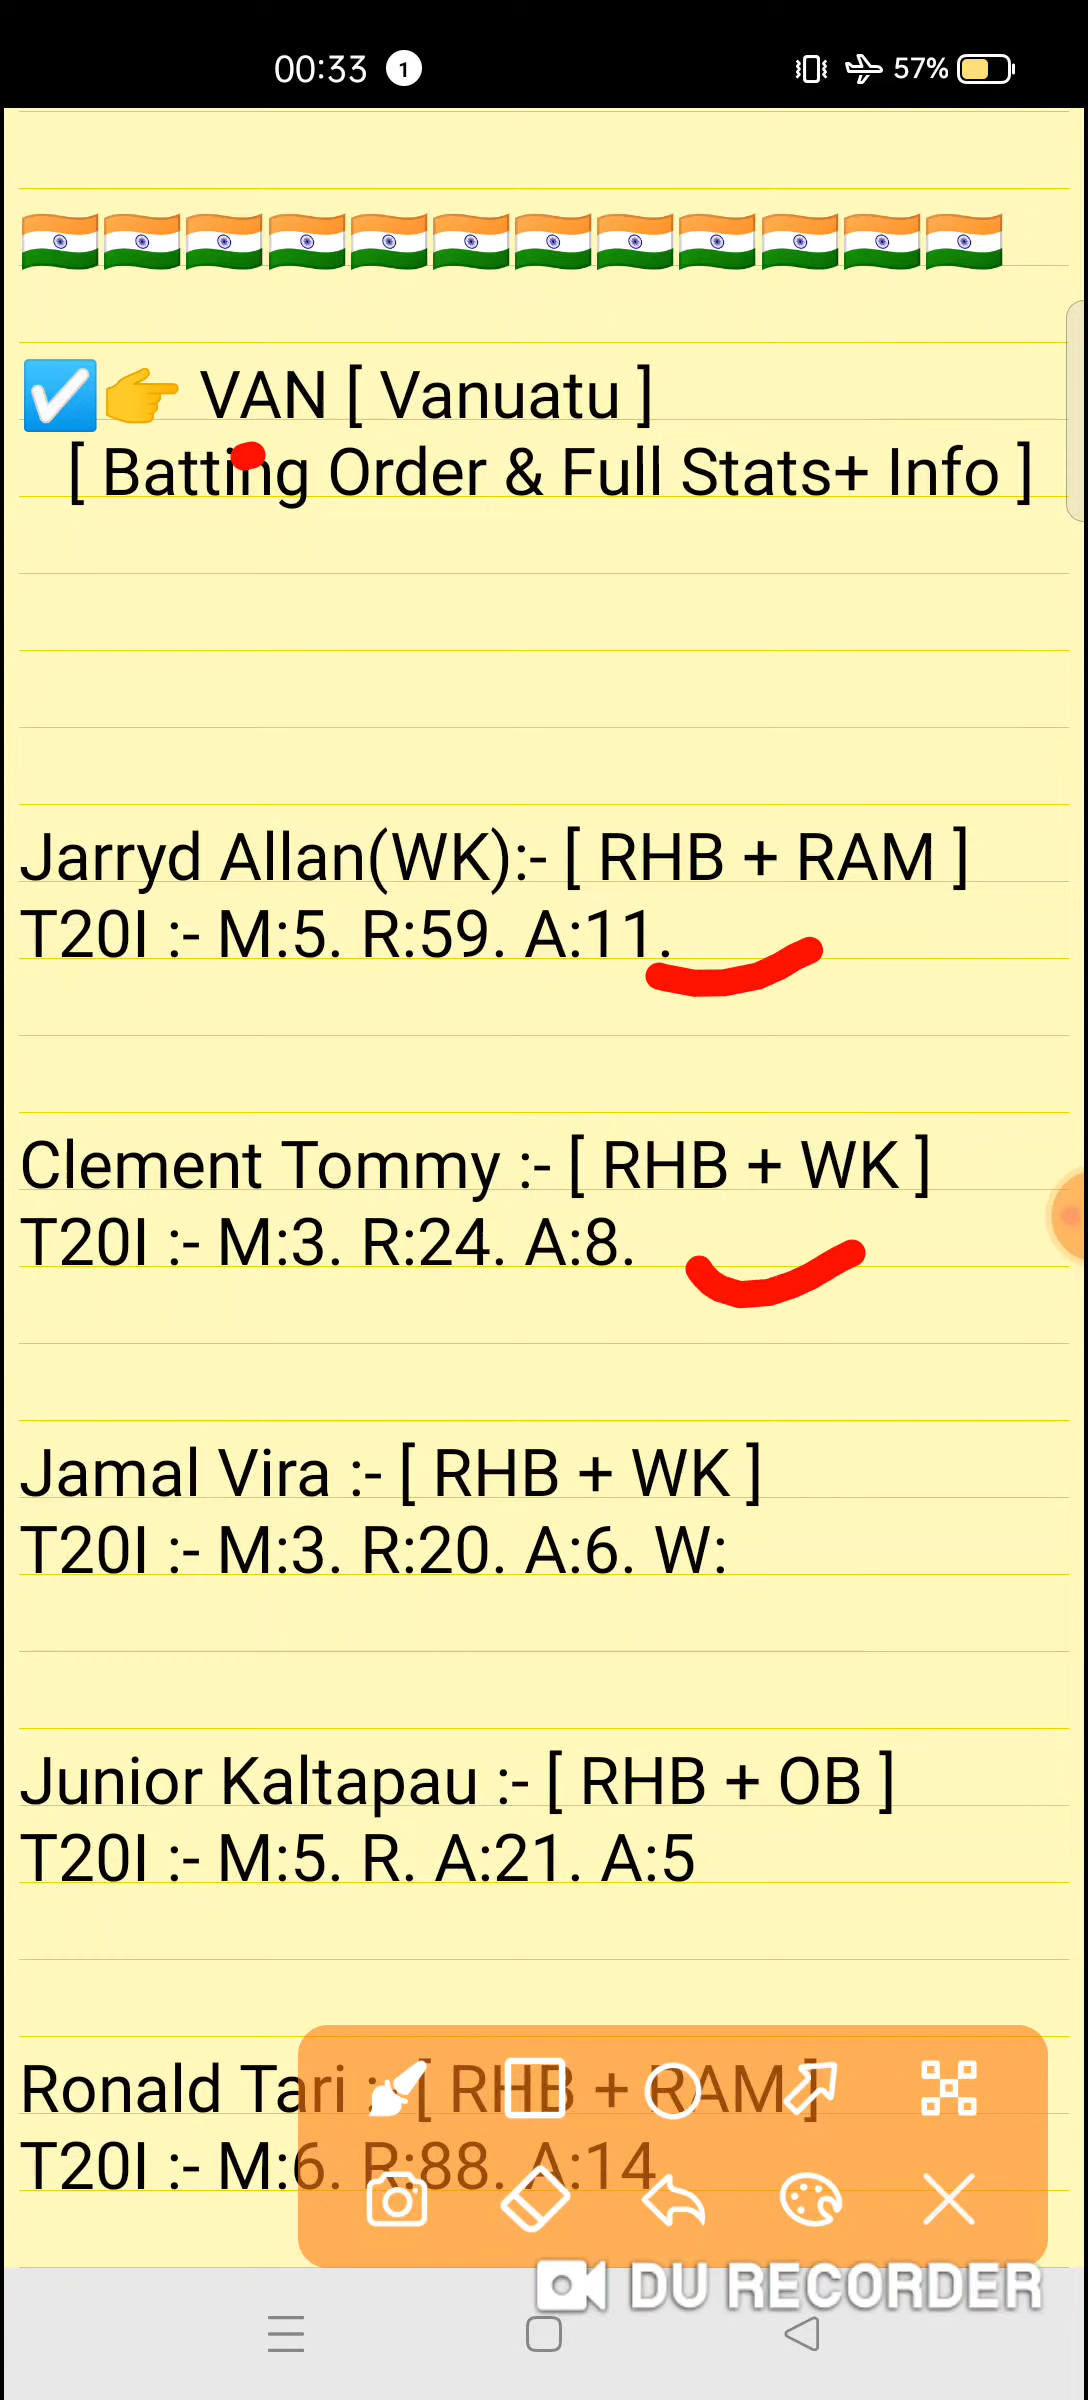 00:33 1 57%
VAN [ Vanuatu ]
[ Batting Order & Full Stats+ Info ]
Jarryd Allan(WK):- [ RHB + RAM ]
T20I :- M:5. R:59. A:11.
Clement Tommy :- [ RHB + WK ]
T20I :- M:3. R:24. A:8.
Jamal Vira :- [ RHB + WK ]
T20I :- M:3. R:20. A:6. W:
Junior Kaltapau :- [ RHB + OB ]
T20I :- M:5. R. A:21. A:5
Ronald Tari :- [ RHB + RAM ]
T20I :- M:6. R:88. A:14
DU RECORDER